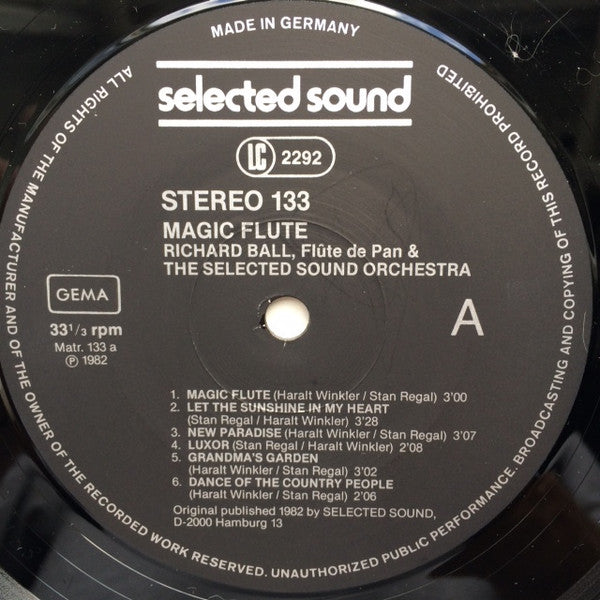 MADE IN GERMANY
selected sound
LC 2292
STEREO 133
MAGIC FLUTE
RICHARD BALL, Flûte de Pan &
THE SELECTED SOUND ORCHESTRA
GEMA
33 1/3 rpm
Matr. 133 a
Ⓟ 1982
A
1. MAGIC FLUTE (Haralt Winkler / Stan Regal) 3'00
2. LET THE SUNSHINE IN MY HEART
(Stan Regal / Haralt Winkler) 3'28
3. NEW PARADISE (Haralt Winkler / Stan Regal) 3'07
4. LUXOR (Stan Regal / Haralt Winkler) 2'08
5. GRANDMA'S GARDEN
(Haralt Winkler / Stan Regal) 3'02
6. DANCE OF THE COUNTRY PEOPLE
(Haralt Winkler / Stan Regal) 2'06
Original published 1982 by SELECTED SOUND,
D-2000 Hamburg 13
ALL RIGHTS OF THE MANUFACTURER AND OF THE OWNER OF THE RECORDED WORK RESERVED. UNAUTHORIZED PUBLIC PERFORMANCE. BROADCASTING AND COPYING OF THIS RECORD PROHIBITED